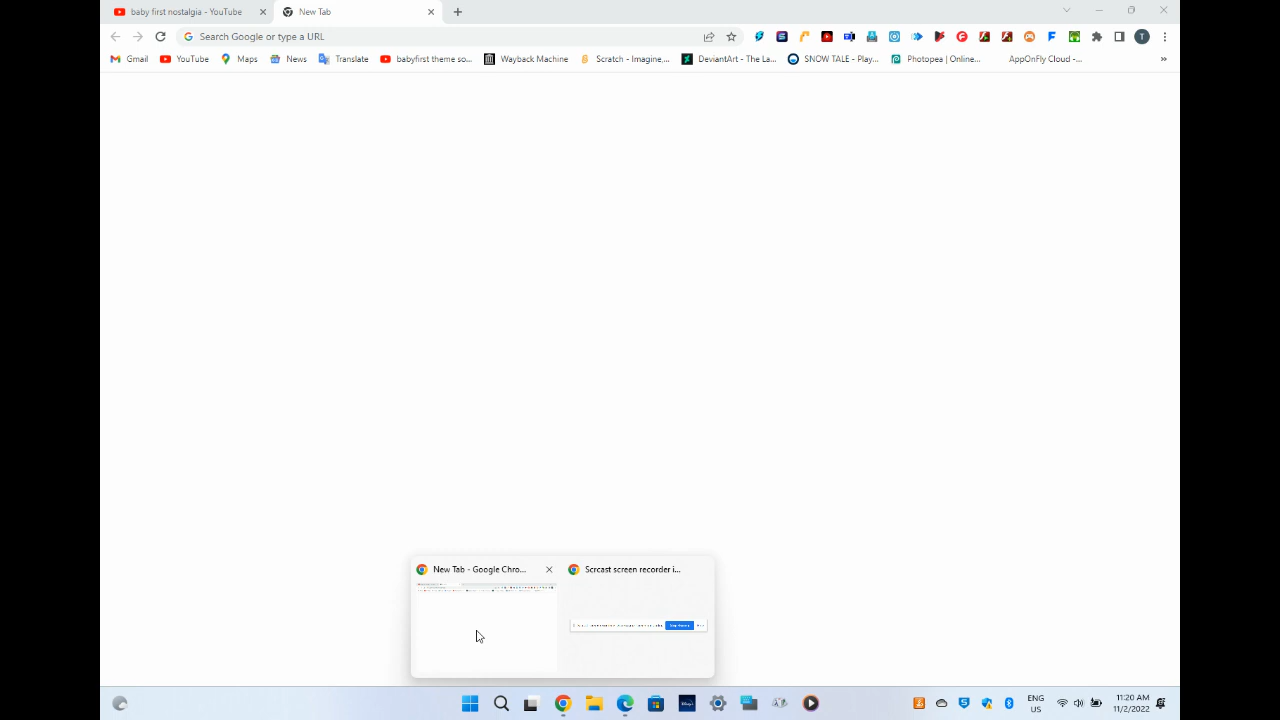 baby first nostalgia - YouTube
New Tab
Search Google or type a URL
T
Gmail
YouTube
Maps
News
Translate
babyfirst theme so...
Wayback Machine
Scratch - Imagine,...
DeviantArt - The La...
SNOW TALE - Play...
Photopea | Online...
AppOnFly Cloud -...
»
New Tab - Google Chro...
Scrcast screen recorder i...
ENG
US
11:20 AM
11/2/2022